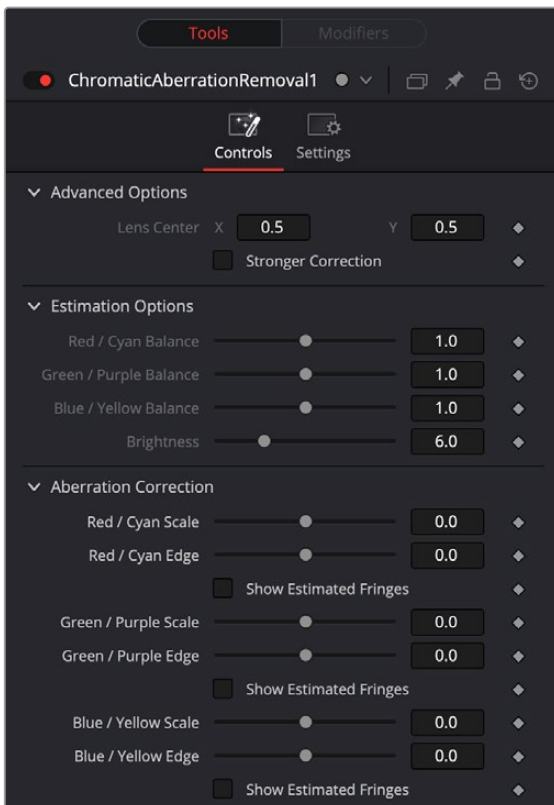 Tools Modifiers
ChromaticAberrationRemoval1
Controls Settings
Advanced Options
Lens Center X 0.5 Y 0.5
Stronger Correction
Estimation Options
Red / Cyan Balance 1.0
Green / Purple Balance 1.0
Blue / Yellow Balance 1.0
Brightness 6.0
Aberration Correction
Red / Cyan Scale 0.0
Red / Cyan Edge 0.0
Show Estimated Fringes
Green / Purple Scale 0.0
Green / Purple Edge 0.0
Show Estimated Fringes
Blue / Yellow Scale 0.0
Blue / Yellow Edge 0.0
Show Estimated Fringes